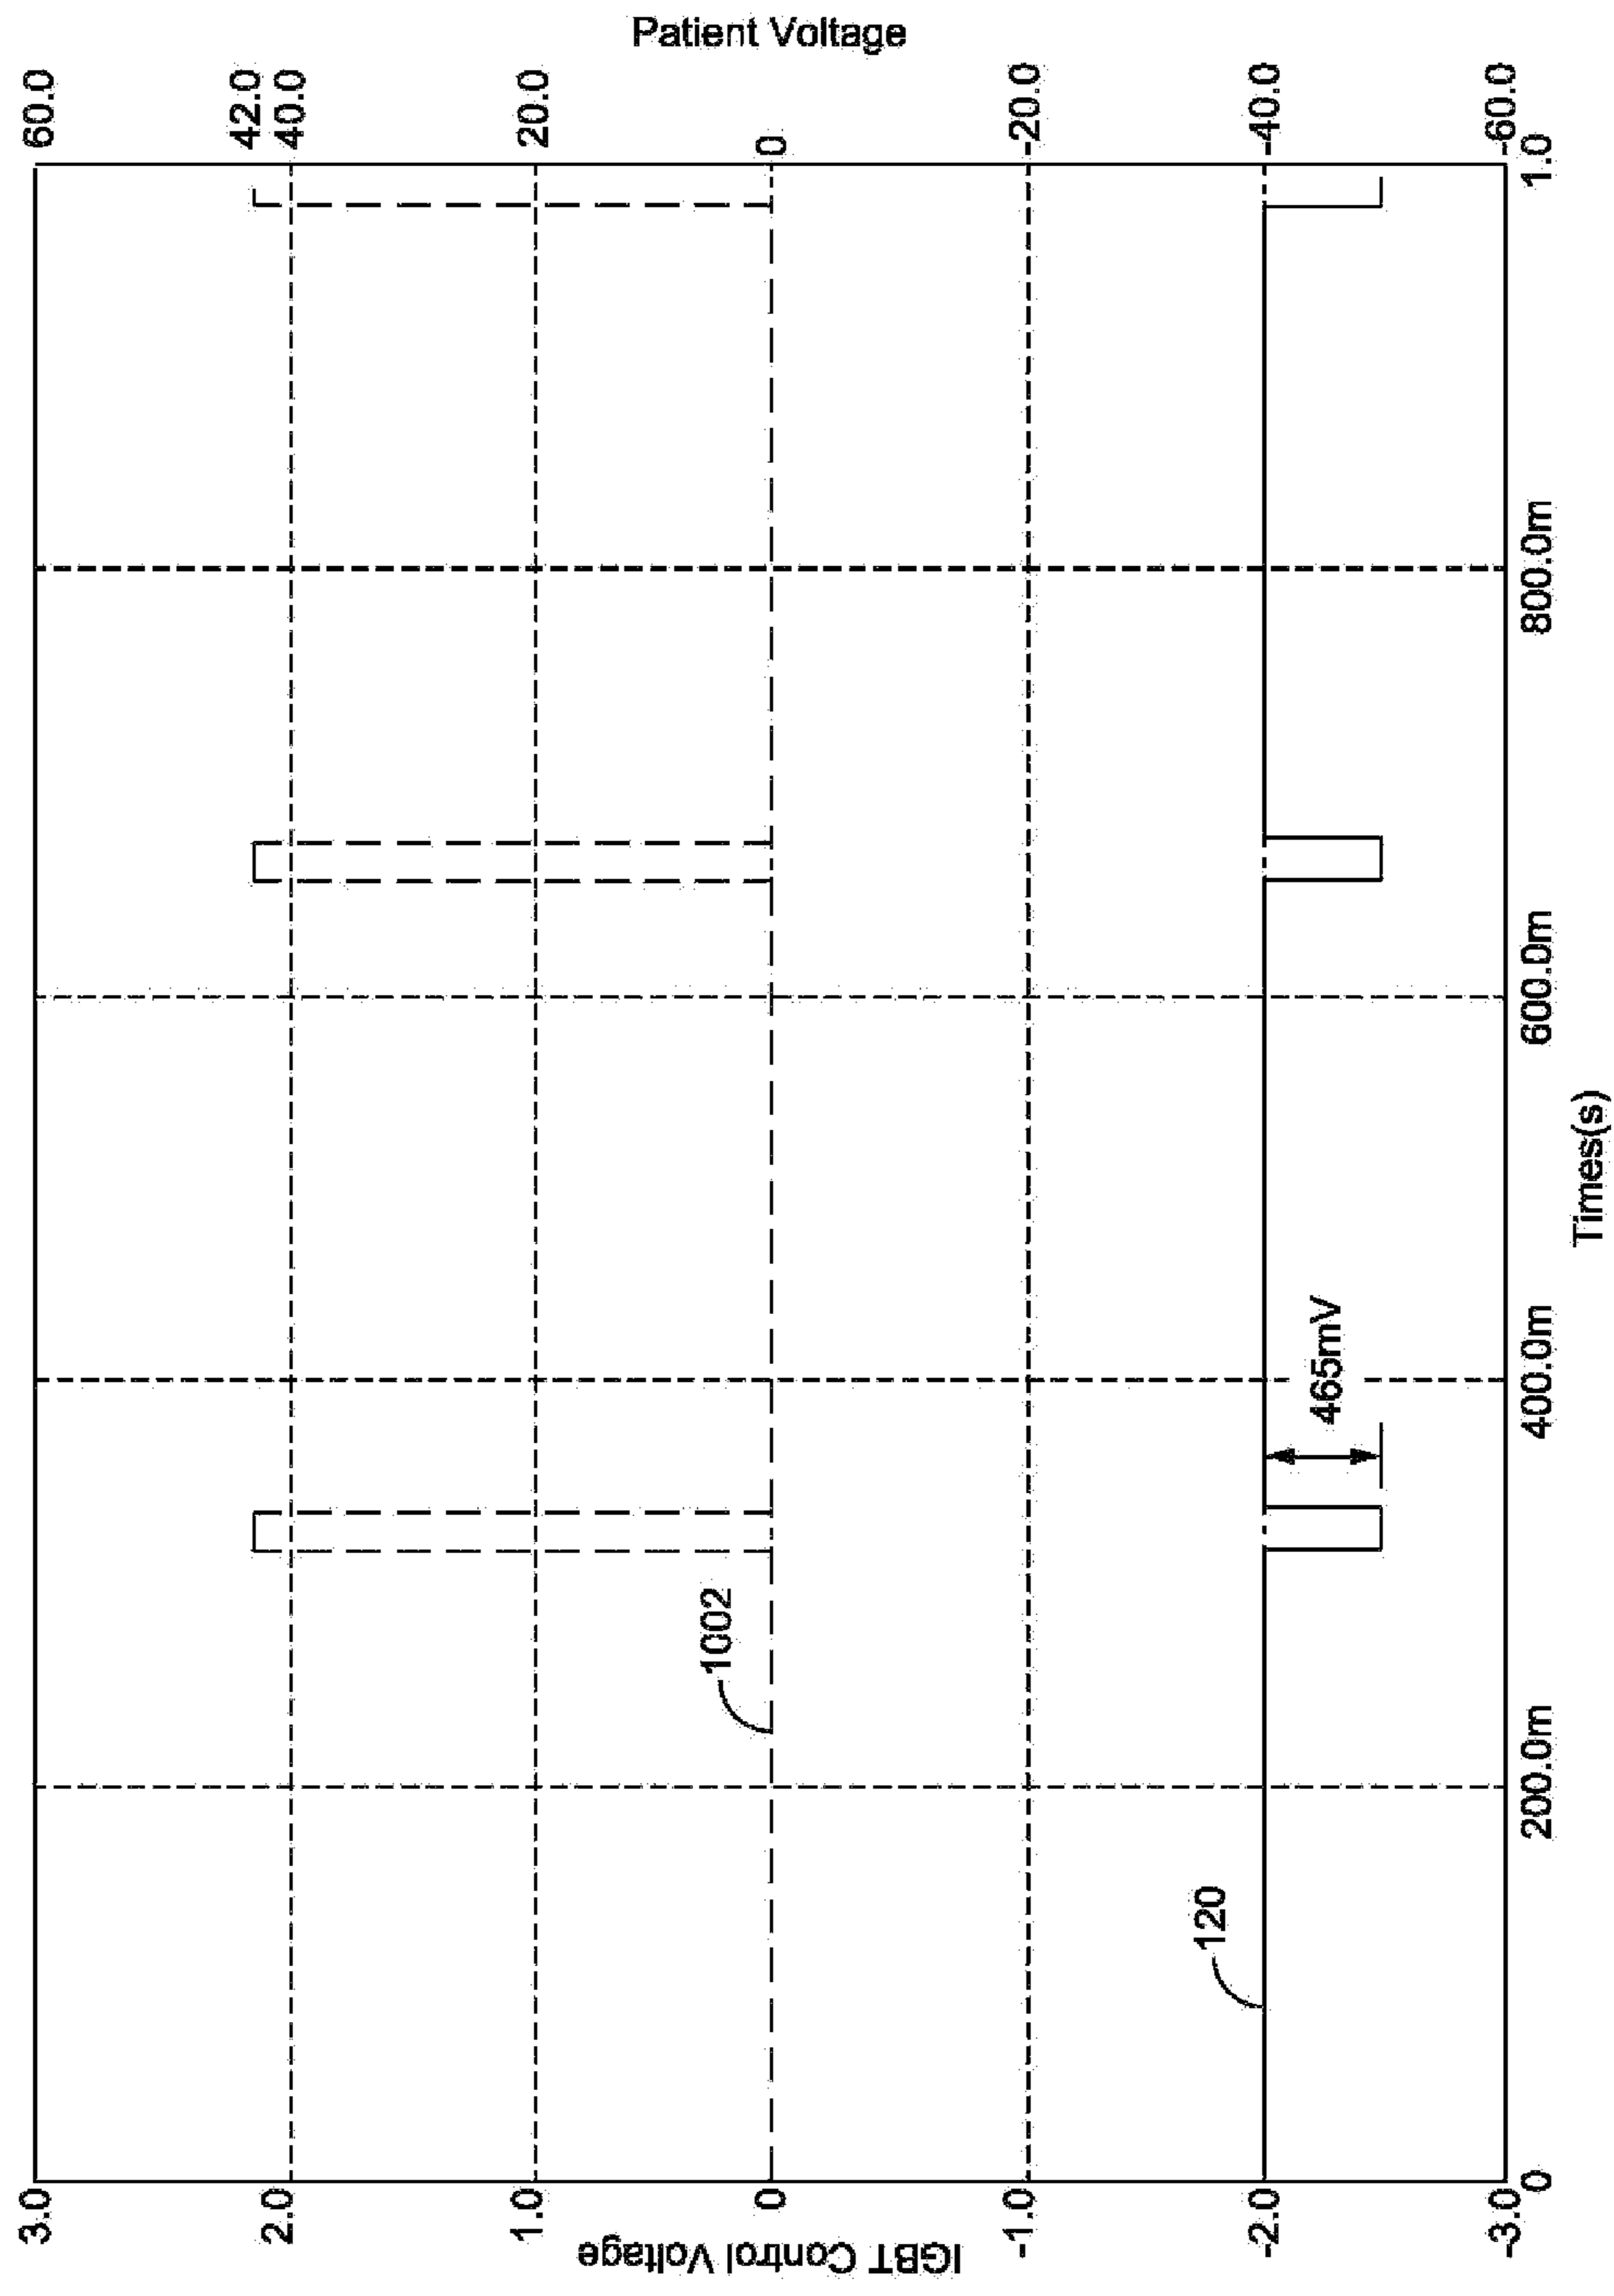 Patient Voltage
60.0
42.0
40.0
20.0
0
-20.0
-40.0
-60.0
3.0
2.0
1.0
0
-1.0
-2.0
-3.0
IGBT Control Voltage
1002
120
465mV
0
200.0m
400.0m
600.0m
800.0m
1.0
Times(s)